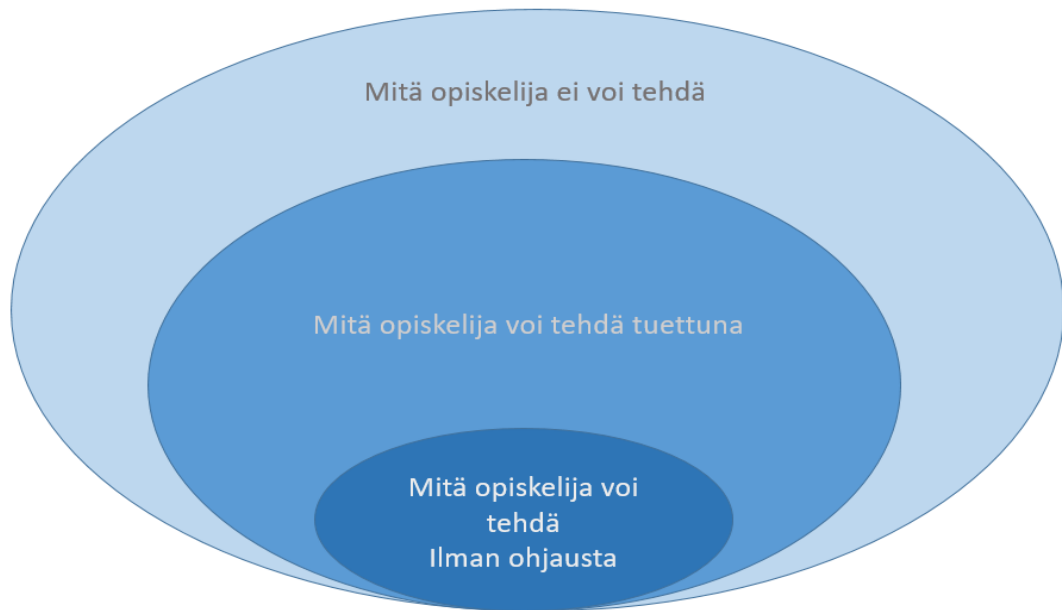 Mitä opiskelija ei voi tehdä
Mitä opiskelija voi tehdä tuettuna
Mitä opiskelija voi
tehdä
Ilman ohjausta